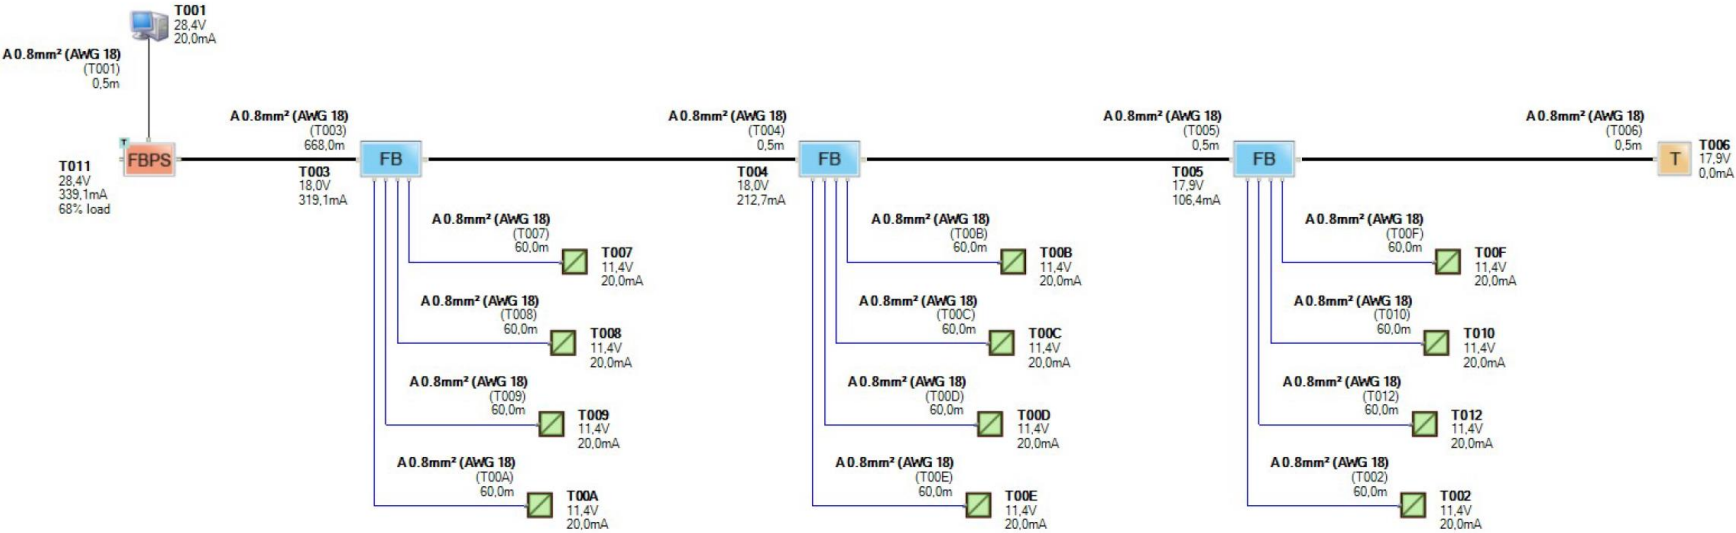 T001
28,4V
20,0mA
A 0.8mm² (AWG 18)
(T001)
0,5m
T
FBPS
T011
28,4V
339,1mA
68% load
A 0.8mm² (AWG 18)
(T003)
668,0m
FB
T003
18,0V
319,1mA
A 0.8mm² (AWG 18)
(T004)
0,5m
FB
T004
18,0V
212,7mA
A 0.8mm² (AWG 18)
(T005)
0,5m
FB
T005
17,9V
106,4mA
A 0.8mm² (AWG 18)
(T006)
0,5m
T
T006
17,9V
0,0mA
A 0.8mm² (AWG 18)
(T007)
60,0m
T007
11,4V
20,0mA
A 0.8mm² (AWG 18)
(T008)
60,0m
T008
11,4V
20,0mA
A 0.8mm² (AWG 18)
(T009)
60,0m
T009
11,4V
20,0mA
A 0.8mm² (AWG 18)
(T00A)
60,0m
T00A
11,4V
20,0mA
A 0.8mm² (AWG 18)
(T00B)
60,0m
T00B
11,4V
20,0mA
A 0.8mm² (AWG 18)
(T00C)
60,0m
T00C
11,4V
20,0mA
A 0.8mm² (AWG 18)
(T00D)
60,0m
T00D
11,4V
20,0mA
A 0.8mm² (AWG 18)
(T00E)
60,0m
T00E
11,4V
20,0mA
A 0.8mm² (AWG 18)
(T00F)
60,0m
T00F
11,4V
20,0mA
A 0.8mm² (AWG 18)
(T010)
60,0m
T010
11,4V
20,0mA
A 0.8mm² (AWG 18)
(T012)
60,0m
T012
11,4V
20,0mA
A 0.8mm² (AWG 18)
(T002)
60,0m
T002
11,4V
20,0mA